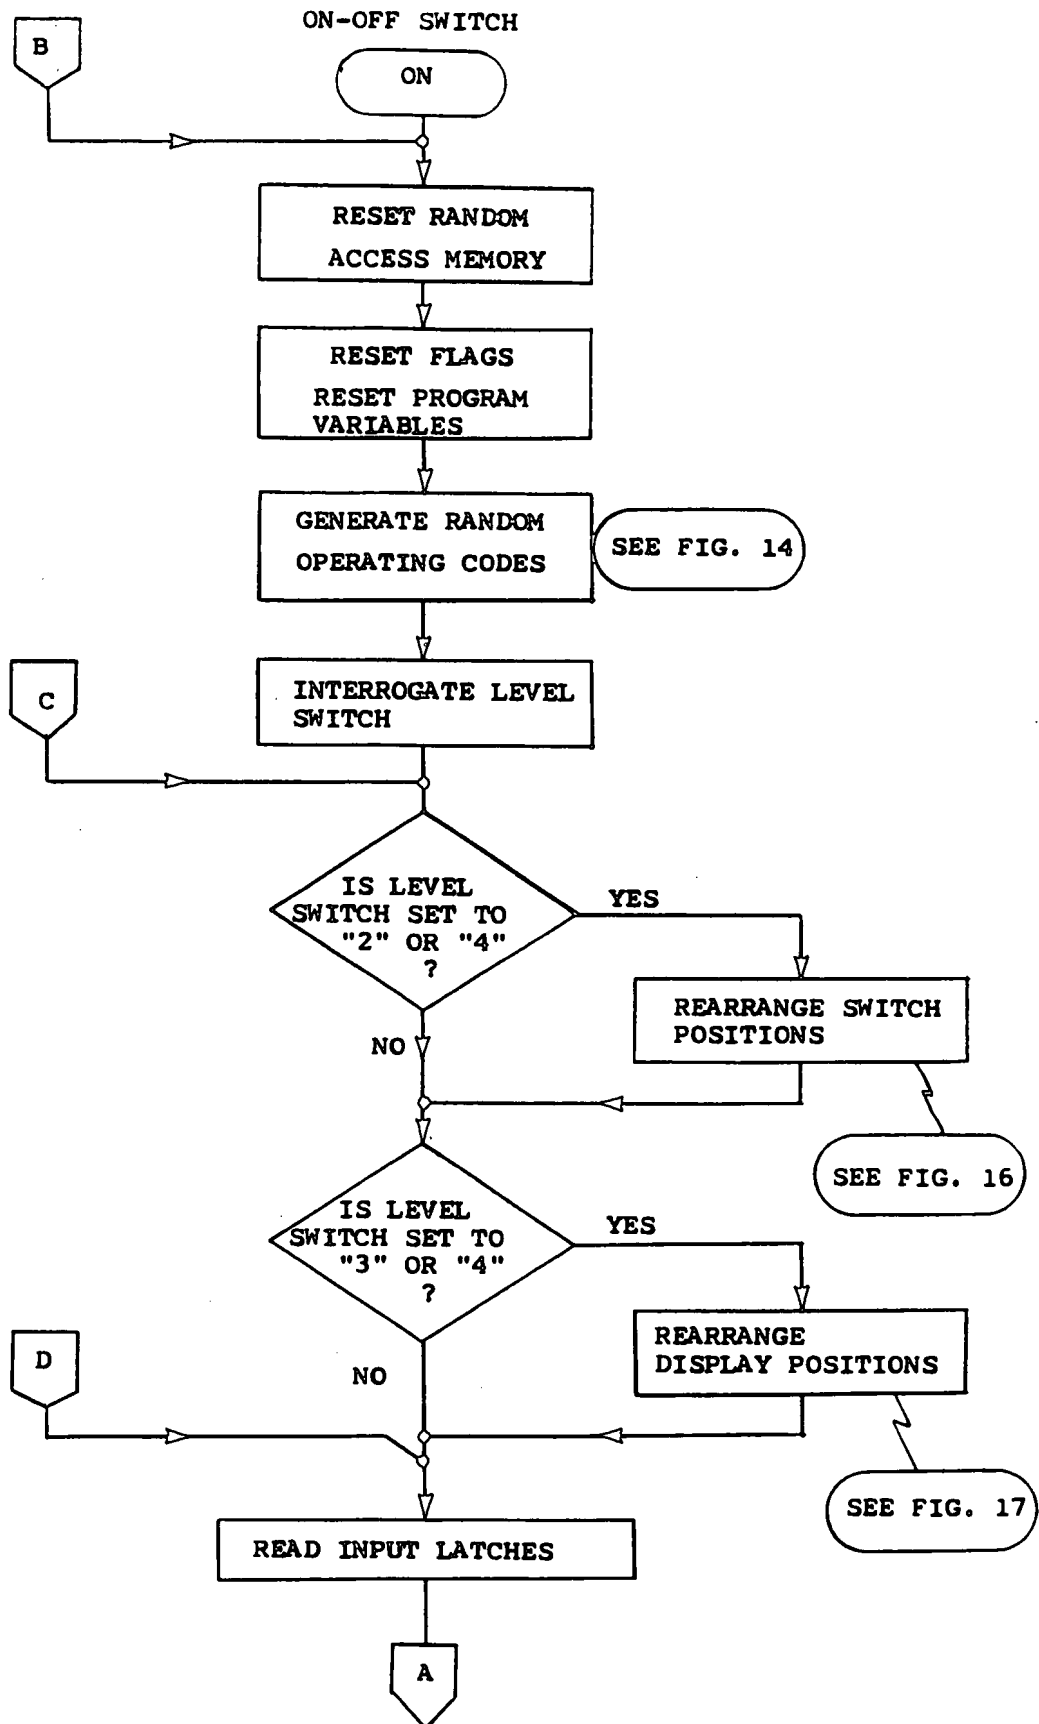 ON-OFF SWITCH
B
ON
RESET RANDOM
ACCESS MEMORY
RESET FLAGS
RESET PROGRAM
VARIABLES
GENERATE RANDOM
OPERATING CODES
SEE FIG. 14
INTERROGATE LEVEL
SWITCH
C
IS LEVEL
SWITCH SET TO
"2" OR "4"
?
YES
REARRANGE SWITCH
POSITIONS
NO
SEE FIG. 16
IS LEVEL
SWITCH SET TO
"3" OR "4"
?
YES
REARRANGE
DISPLAY POSITIONS
D
NO
SEE FIG. 17
READ INPUT LATCHES
A